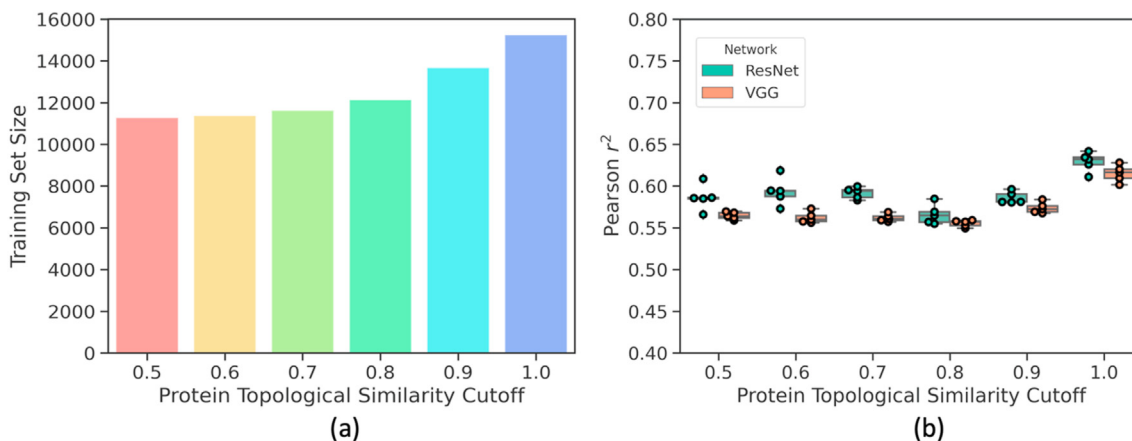 16000
14000
12000
10000
8000
6000
4000
2000
0
Training Set Size
0.5 0.6 0.7 0.8 0.9 1.0
Protein Topological Similarity Cutoff
(a)
0.80
0.75
0.70
0.65
0.60
0.55
0.50
0.45
0.40
Pearson r²
Network
ResNet
VGG
0.5 0.6 0.7 0.8 0.9 1.0
Protein Topological Similarity Cutoff
(b)